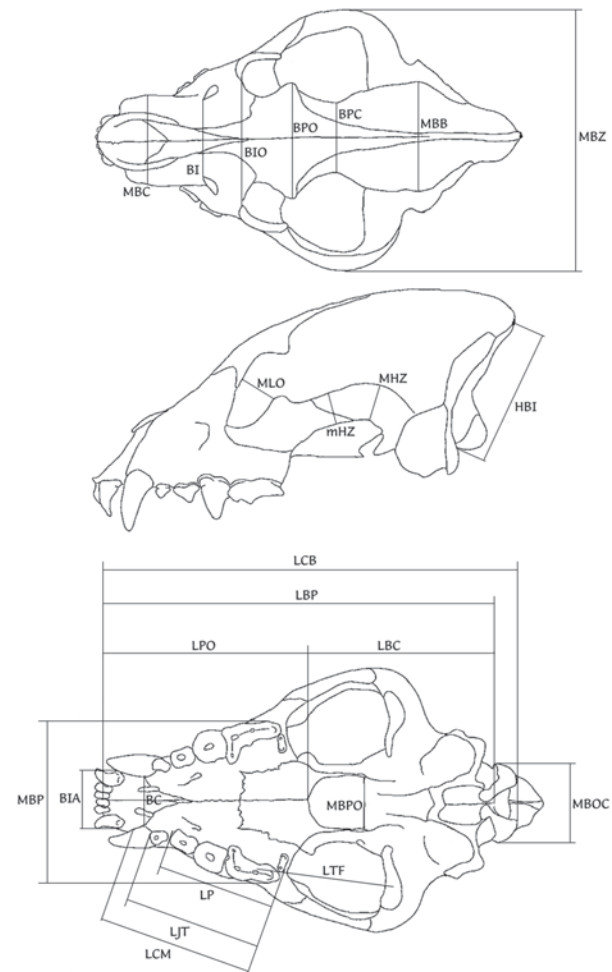 BPC
MBB
BPO
MBZ
BIO
BI
MBC
MLO
MHZ
HBI
mHZ
LCB
LBP
LPO
LBC
MBP
BIA
BC
MBPO
MBOC
LTF
LP
LJT
LCM